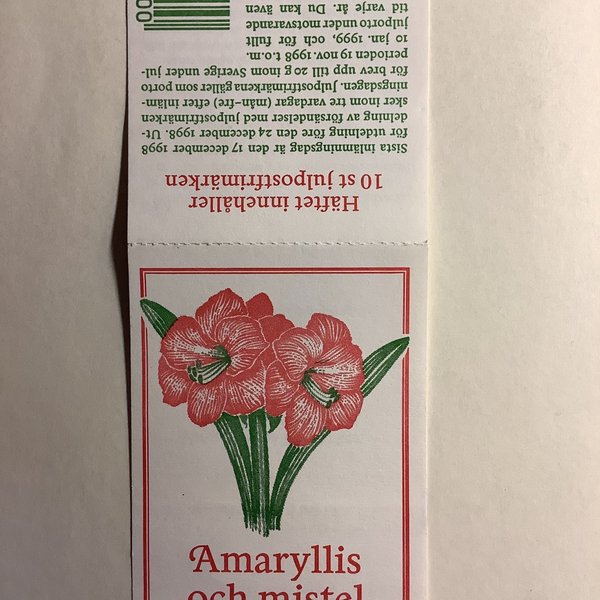 Häftet innehåller
10 st julpostfrimärken
Sista inlämningsdag är den 17 december 1998
för utdelning före den 24 december 1998. Ut-
delning av försändelser med julpostfrimärken
sker inom tre vardagar (mån–fre) efter inläm-
ningsdagen. Julpostfrimärkena gäller som porto
för brev upp till 20 g inom Sverige under jul-
perioden 19 nov. 1998 t.o.m.
10 jan. 1999, och för fullt
julporto under motsvarande
tid varje år. Du kan även
00
Amaryllis
och mistel